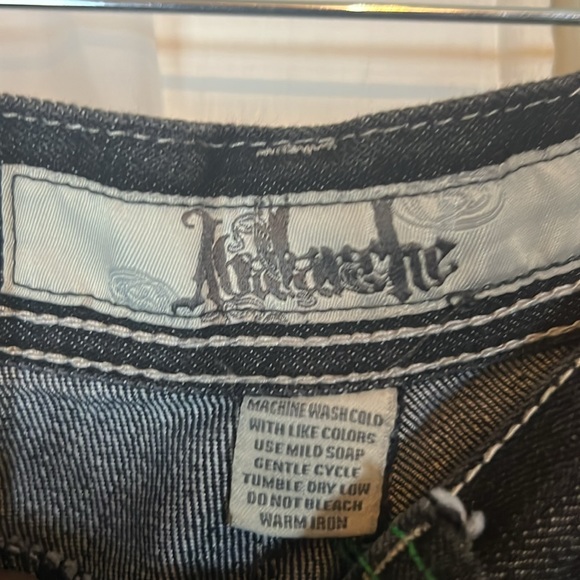 Avalanche
MACHINE WASH COLD
WITH LIKE COLORS
USE MILD SOAP
GENTLE CYCLE
TUMBLE DRY LOW
DO NOT BLEACH
WARM IRON